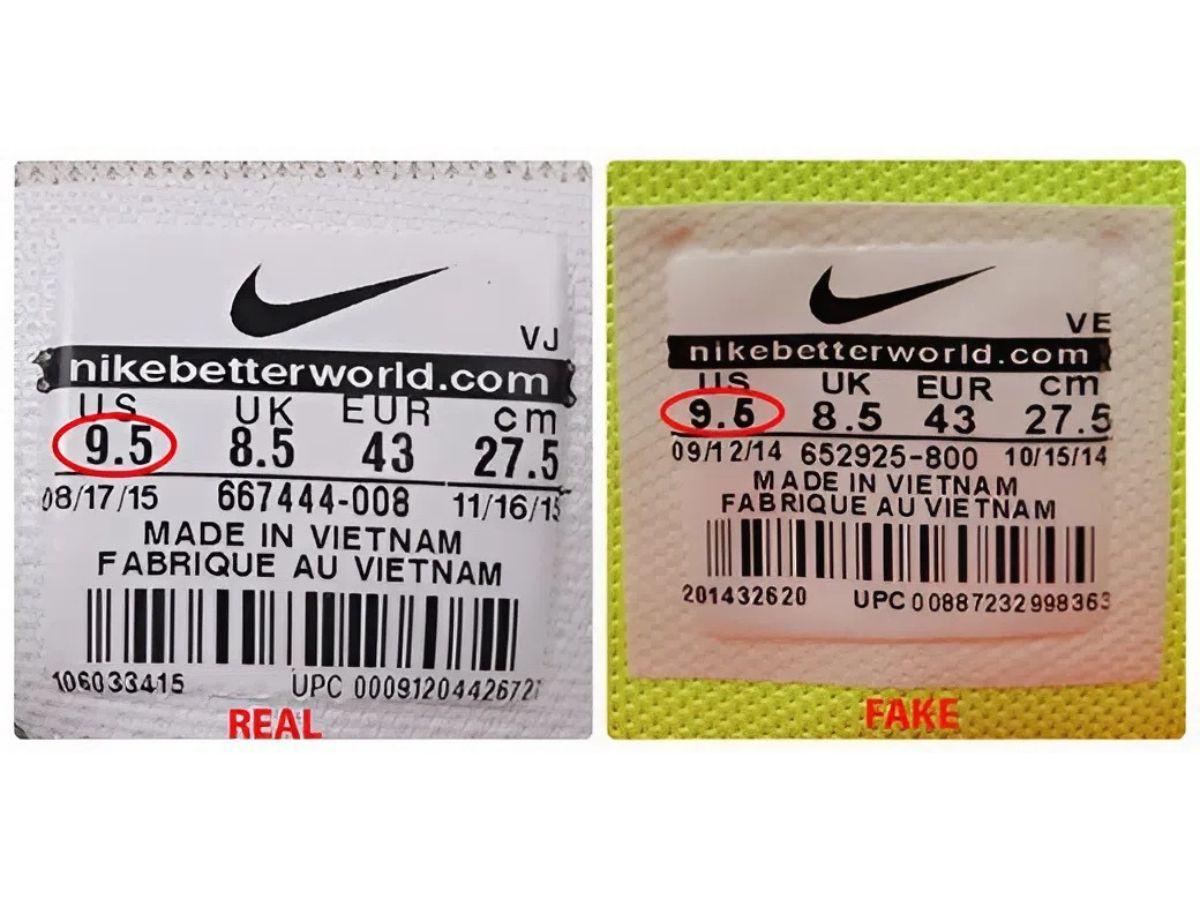 VJ
nikebetterworld.com
US UK EUR cm
9.5 8.5 43 27.5
08/17/15 667444-008 11/16/15
MADE IN VIETNAM
FABRIQUE AU VIETNAM
106033415 UPC 00091204426727
REAL
VE
nikebetterworld.com
US UK EUR cm
9.5 8.5 43 27.5
09/12/14 652925-800 10/15/14
MADE IN VIETNAM
FABRIQUE AU VIETNAM
201432620 UPC 00887232998363
FAKE